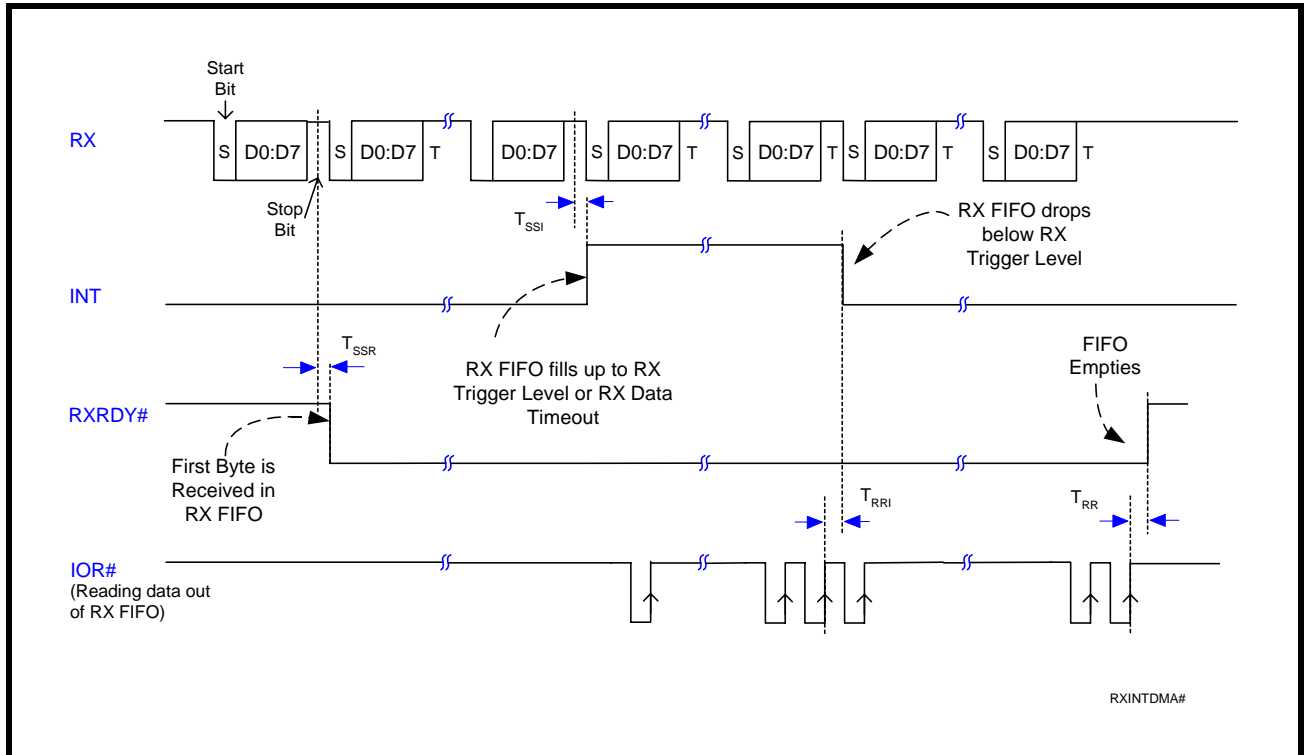 Start
Bit
RX
S D0:D7 S D0:D7 T D0:D7 S D0:D7 T S D0:D7 T S D0:D7 T S D0:D7 T
Stop
Bit
TSSI
RX FIFO drops
below RX
Trigger Level
INT
TSSR
RX FIFO fills up to RX
Trigger Level or RX Data
Timeout
FIFO
Empties
RXRDY#
First Byte is
Received in
RX FIFO
TRRI
TRR
IOR#
(Reading data out
of RX FIFO)
RXINTDMA#